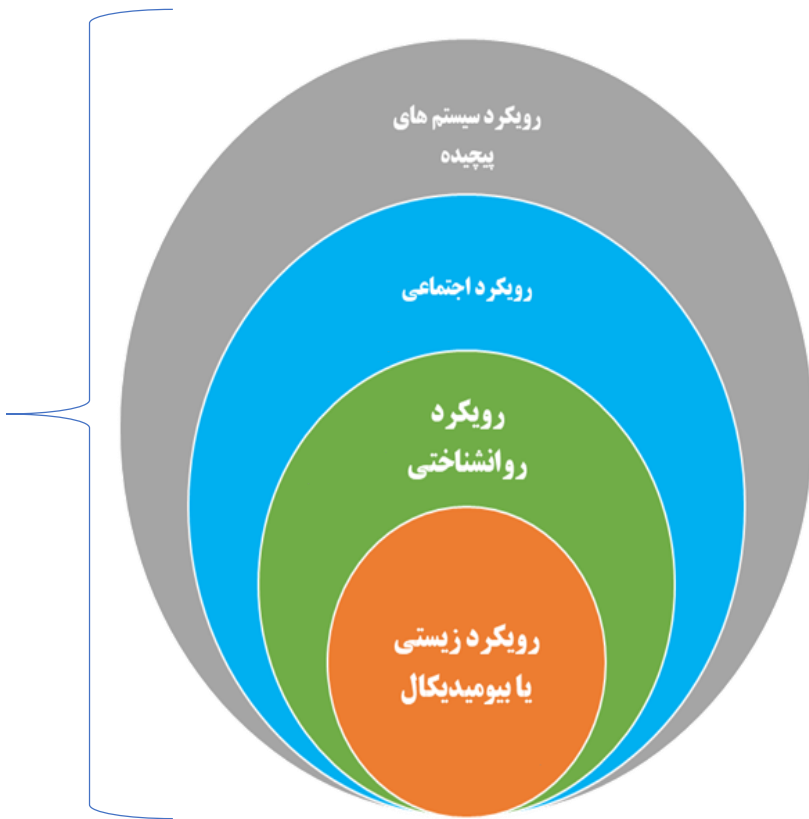 رویکرد سیستم های
پیچیده
رویکرد اجتماعی
رویکرد
روانشناختی
رویکرد زیستی
یا بیومیدیکال